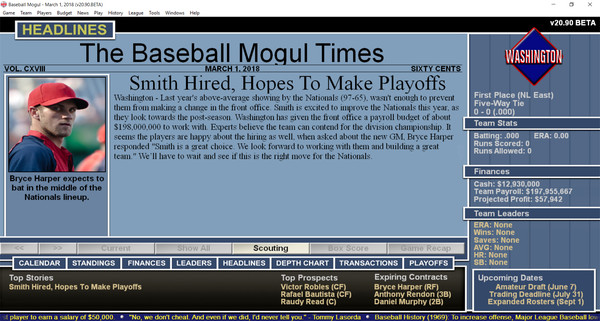 Baseball Mogul - March 1, 2018 (v20.90.BETA)
Game Team Players Budget News Play History League Tools Windows Help
HEADLINES
v20.90 BETA
The Baseball Mogul Times
VOL. CXVIII MARCH 1, 2018 SIXTY CENTS
Smith Hired, Hopes To Make Playoffs
Washington - Last year's above-average showing by the Nationals (97-65), wasn't enough to prevent
them from making a change in the front office. Smith is excited to improve the Nationals this year, as
they look towards the post-season. Washington has given the front office a payroll budget of about
$198,000,000 to work with. Experts believe the team can contend for the division championship. It
seems the players are happy about the hiring as well, when asked about the new GM, Bryce Harper
responded "Smith is a great choice. We look forward to working with them and building a great
team." We'll have to wait and see if this is the right move for the Nationals.
Bryce Harper expects to
bat in the middle of the
Nationals lineup.
WASHINGTON
First Place (NL East)
Five-Way Tie
0 - 0 (.000)
Team Stats
Batting: .000 ERA: 0.00
Runs Scored: 0
Runs Allowed: 0
Finances
Cash: $12,930,000
Team Payroll: $197,955,667
Projected Profit: $57,942
Team Leaders
ERA: None
Wins: None
Saves: None
AVG: None
HR: None
SB: None
<< >> Current Show All Scouting Box Score Game Recap
CALENDAR STANDINGS FINANCES LEADERS HEADLINES DEPTH CHART TRANSACTIONS PLAYOFFS
Top Stories
Smith Hired, Hopes To Make Playoffs
Top Prospects
Victor Robles (CF)
Rafael Bautista (CF)
Raudy Read (C)
Expiring Contracts
Bryce Harper (RF)
Anthony Rendon (3B)
Daniel Murphy (2B)
Upcoming Dates
Amateur Draft (June 7)
Trading Deadline (July 31)
Expanded Rosters (Sept 1)
st player to earn a salary of $50,000. * "No, we don't cheat. And even if we did, I'd never tell you." - Tommy Lasorda * Baseball History (1969) To increase offense, Major League Baseball lo